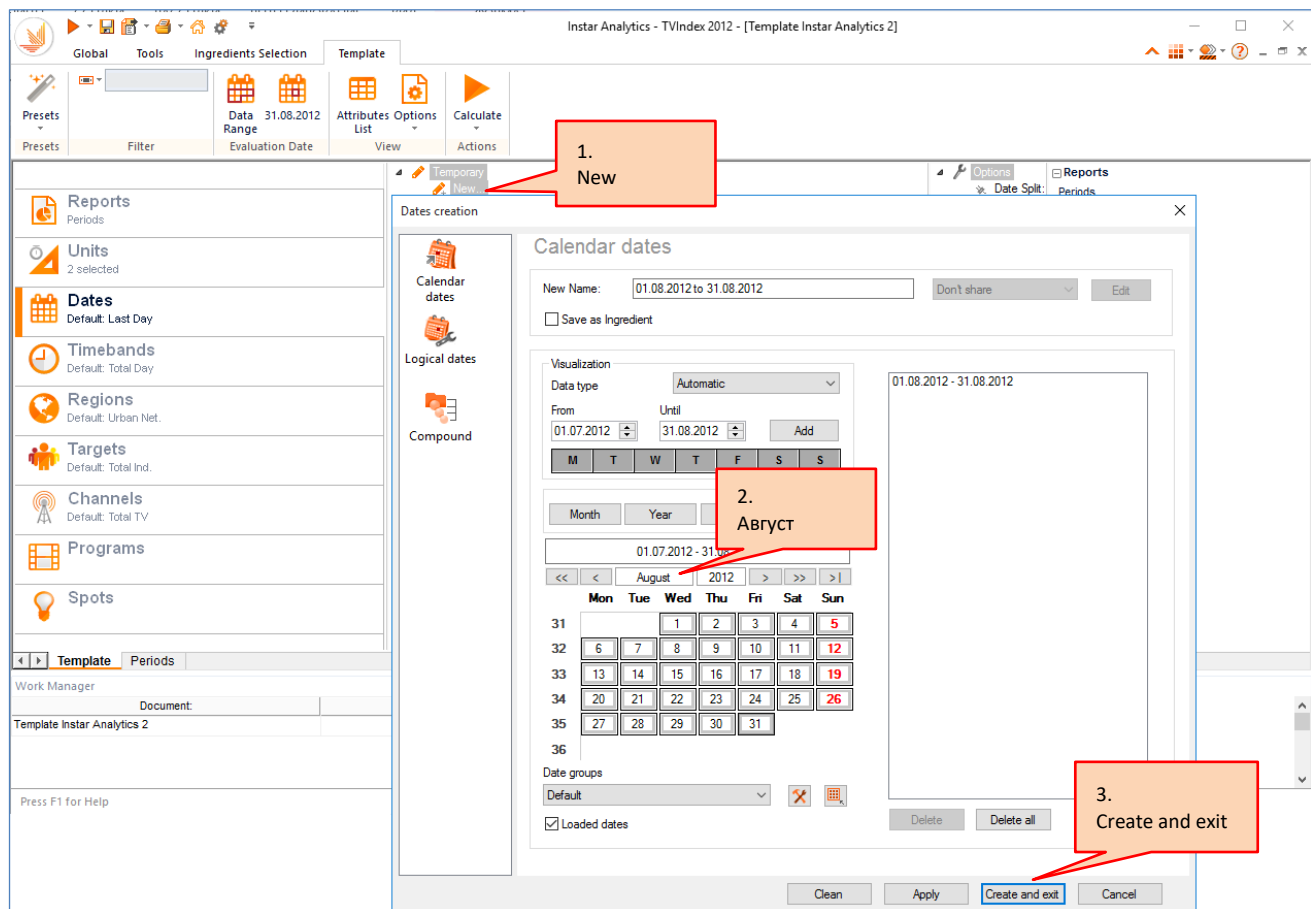 Instar Analytics - TVIndex 2012 - [Template Instar Analytics 2]
Global Tools Ingredients Selection Template
Presets
Data Range
31.08.2012
Attributes List
Options
Calculate
Presets Filter Evaluation Date View Actions
1.
New
Temporary
New...
Options
Date Split:
Reports
Periods
Reports
Periods
Units
2 selected
Dates
Default: Last Day
Timebands
Default: Total Day
Regions
Default: Urban Net.
Targets
Default: Total Ind.
Channels
Default: Total TV
Programs
Spots
Template Periods
Work Manager
Document:
Template Instar Analytics 2
Press F1 for Help
Dates creation
Calendar dates
Logical dates
Compound
Calendar dates
New Name: 01.08.2012 to 31.08.2012 Don't share Edit
Save as Ingredient
Visualization
Data type Automatic
From Until
01.07.2012 31.08.2012 Add
M T W T F S S
01.08.2012 - 31.08.2012
Month Year
2.
Август
01.07.2012 - 31.08
<< < August 2012 > >> >|
Mon Tue Wed Thu Fri Sat Sun
31 1 2 3 4 5
32 6 7 8 9 10 11 12
33 13 14 15 16 17 18 19
34 20 21 22 23 24 25 26
35 27 28 29 30 31
36
Date groups
Default
Loaded dates
Delete Delete all
3.
Create and exit
Clean Apply Create and exit Cancel